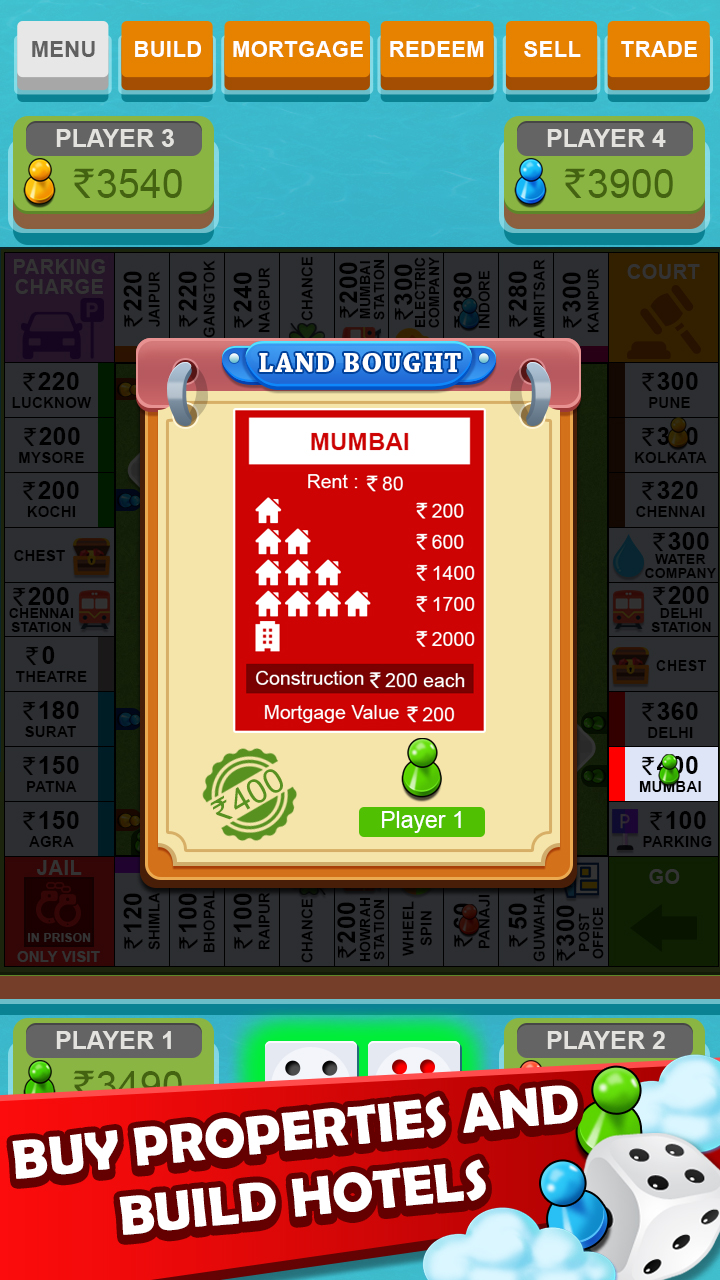 MENU
BUILD
MORTGAGE
REDEEM
SELL
TRADE
PLAYER 3
₹3540
PLAYER 4
₹3900
PARKING
CHARGE
P
₹220
JAIPUR
₹220
GANGTOK
₹240
NAGPUR
CHANCE
₹200
MUMBAI
STATION
₹300
ELECTRIC
COMPANY
INDORE
₹280
AMRITSAR
₹300
KANPUR
COURT
₹220
LUCKNOW
₹200
MYSORE
₹200
KOCHI
CHEST
₹200
CHENNAI
STATION
₹0
THEATRE
₹180
SURAT
₹150
PATNA
₹150
AGRA
LAND BOUGHT
MUMBAI
Rent : ₹ 80
₹ 200
₹ 600
₹ 1400
₹ 1700
₹ 2000
Construction ₹ 200 each
Mortgage Value ₹ 200
₹400
Player 1
₹300
PUNE
KOLKATA
₹320
CHENNAI
₹300
WATER
COMPANY
₹200
DELHI
STATION
CHEST
₹360
DELHI
₹400
MUMBAI
P
₹100
PARKING
JAIL
IN PRISON
ONLY VISIT
₹120
SHIMLA
₹100
BHOPAL
₹100
RAIPUR
CHANCE
₹200
HOWRAH
STATION
WHEEL
SPIN
PANAJI
₹50
GUWAHAT
₹300
POST
OFFICE
GO
PLAYER 1
₹3490
PLAYER 2
BUY PROPERTIES AND
BUILD HOTELS